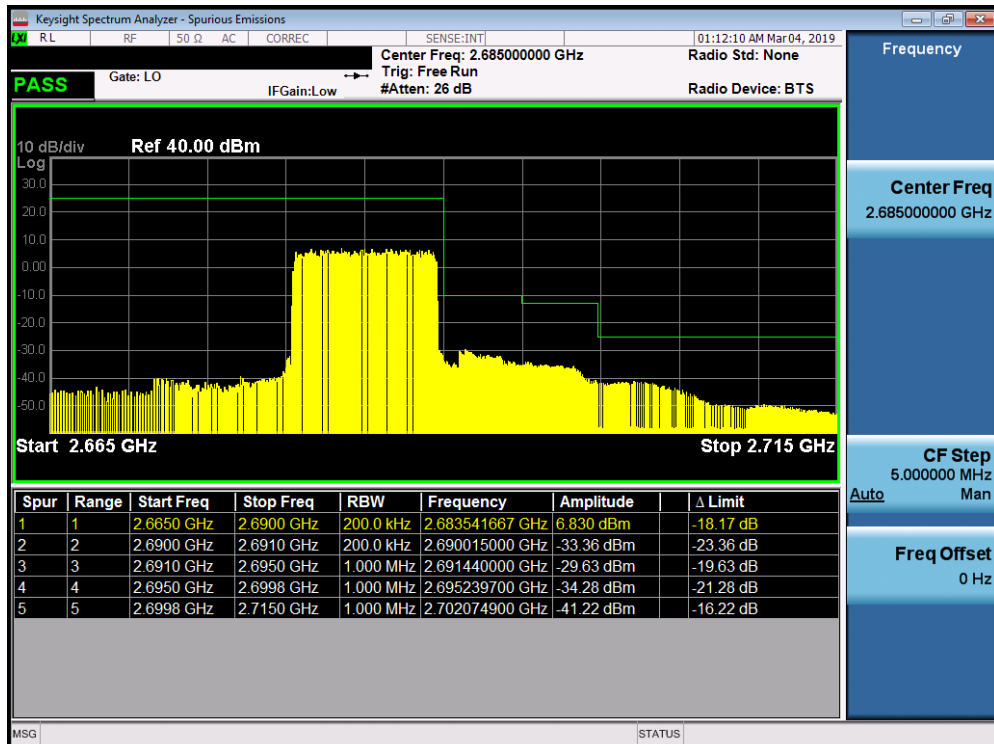 Keysight Spectrum Analyzer - Spurious Emissions
LXI RL RF 50 Ω AC CORREC SENSE:INT 01:12:10 AM Mar 04, 2019
Center Freq: 2.685000000 GHz Radio Std: None
Gate: LO Trig: Free Run
PASS IFGain:Low #Atten: 26 dB Radio Device: BTS
10 dB/div Ref 40.00 dBm
Log
30.0
20.0
10.0
0.00
-10.0
-20.0
-30.0
-40.0
-50.0
Start 2.665 GHz Stop 2.715 GHz
Spur Range Start Freq Stop Freq RBW Frequency Amplitude Δ Limit
1 1 2.6650 GHz 2.6900 GHz 200.0 kHz 2.683541667 GHz 6.830 dBm -18.17 dB
2 2 2.6900 GHz 2.6910 GHz 200.0 kHz 2.690015000 GHz -33.36 dBm -23.36 dB
3 3 2.6910 GHz 2.6950 GHz 1.000 MHz 2.691440000 GHz -29.63 dBm -19.63 dB
4 4 2.6950 GHz 2.6998 GHz 1.000 MHz 2.695239700 GHz -34.28 dBm -21.28 dB
5 5 2.6998 GHz 2.7150 GHz 1.000 MHz 2.702074900 GHz -41.22 dBm -16.22 dB
MSG STATUS
Frequency
Center Freq
2.685000000 GHz
CF Step
5.000000 MHz
Auto Man
Freq Offset
0 Hz